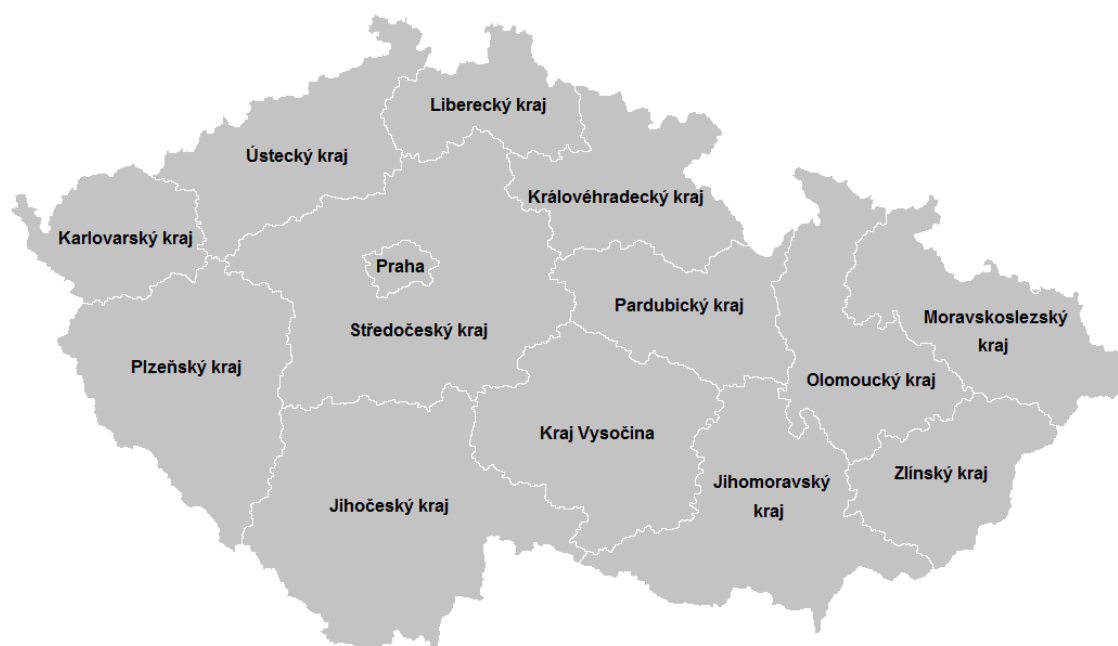 Liberecký kraj
Ústecký kraj
Královéhradecký kraj
Karlovarský kraj
Praha
Pardubický kraj
Moravskoslezský
kraj
Středočeský kraj
Plzeňský kraj
Olomoucký kraj
Kraj Vysočina
Zlínský kraj
Jihomoravský
kraj
Jihočeský kraj